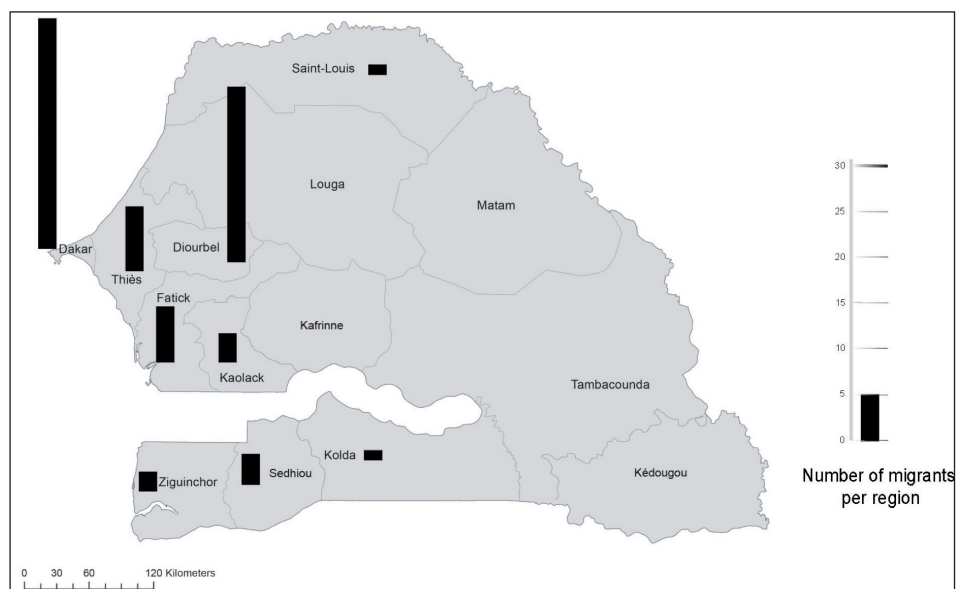 Saint-Louis
Louga
Matam
Dakar
Diourbel
Thiés
Fatick
Kafrinne
Kaolack
Tambacounda
Kolda
Sedhiou
Ziguinchor
Kédougou
30
25
20
15
10
5
0
Number of migrants
per region
0 30 60 120 Kilometers